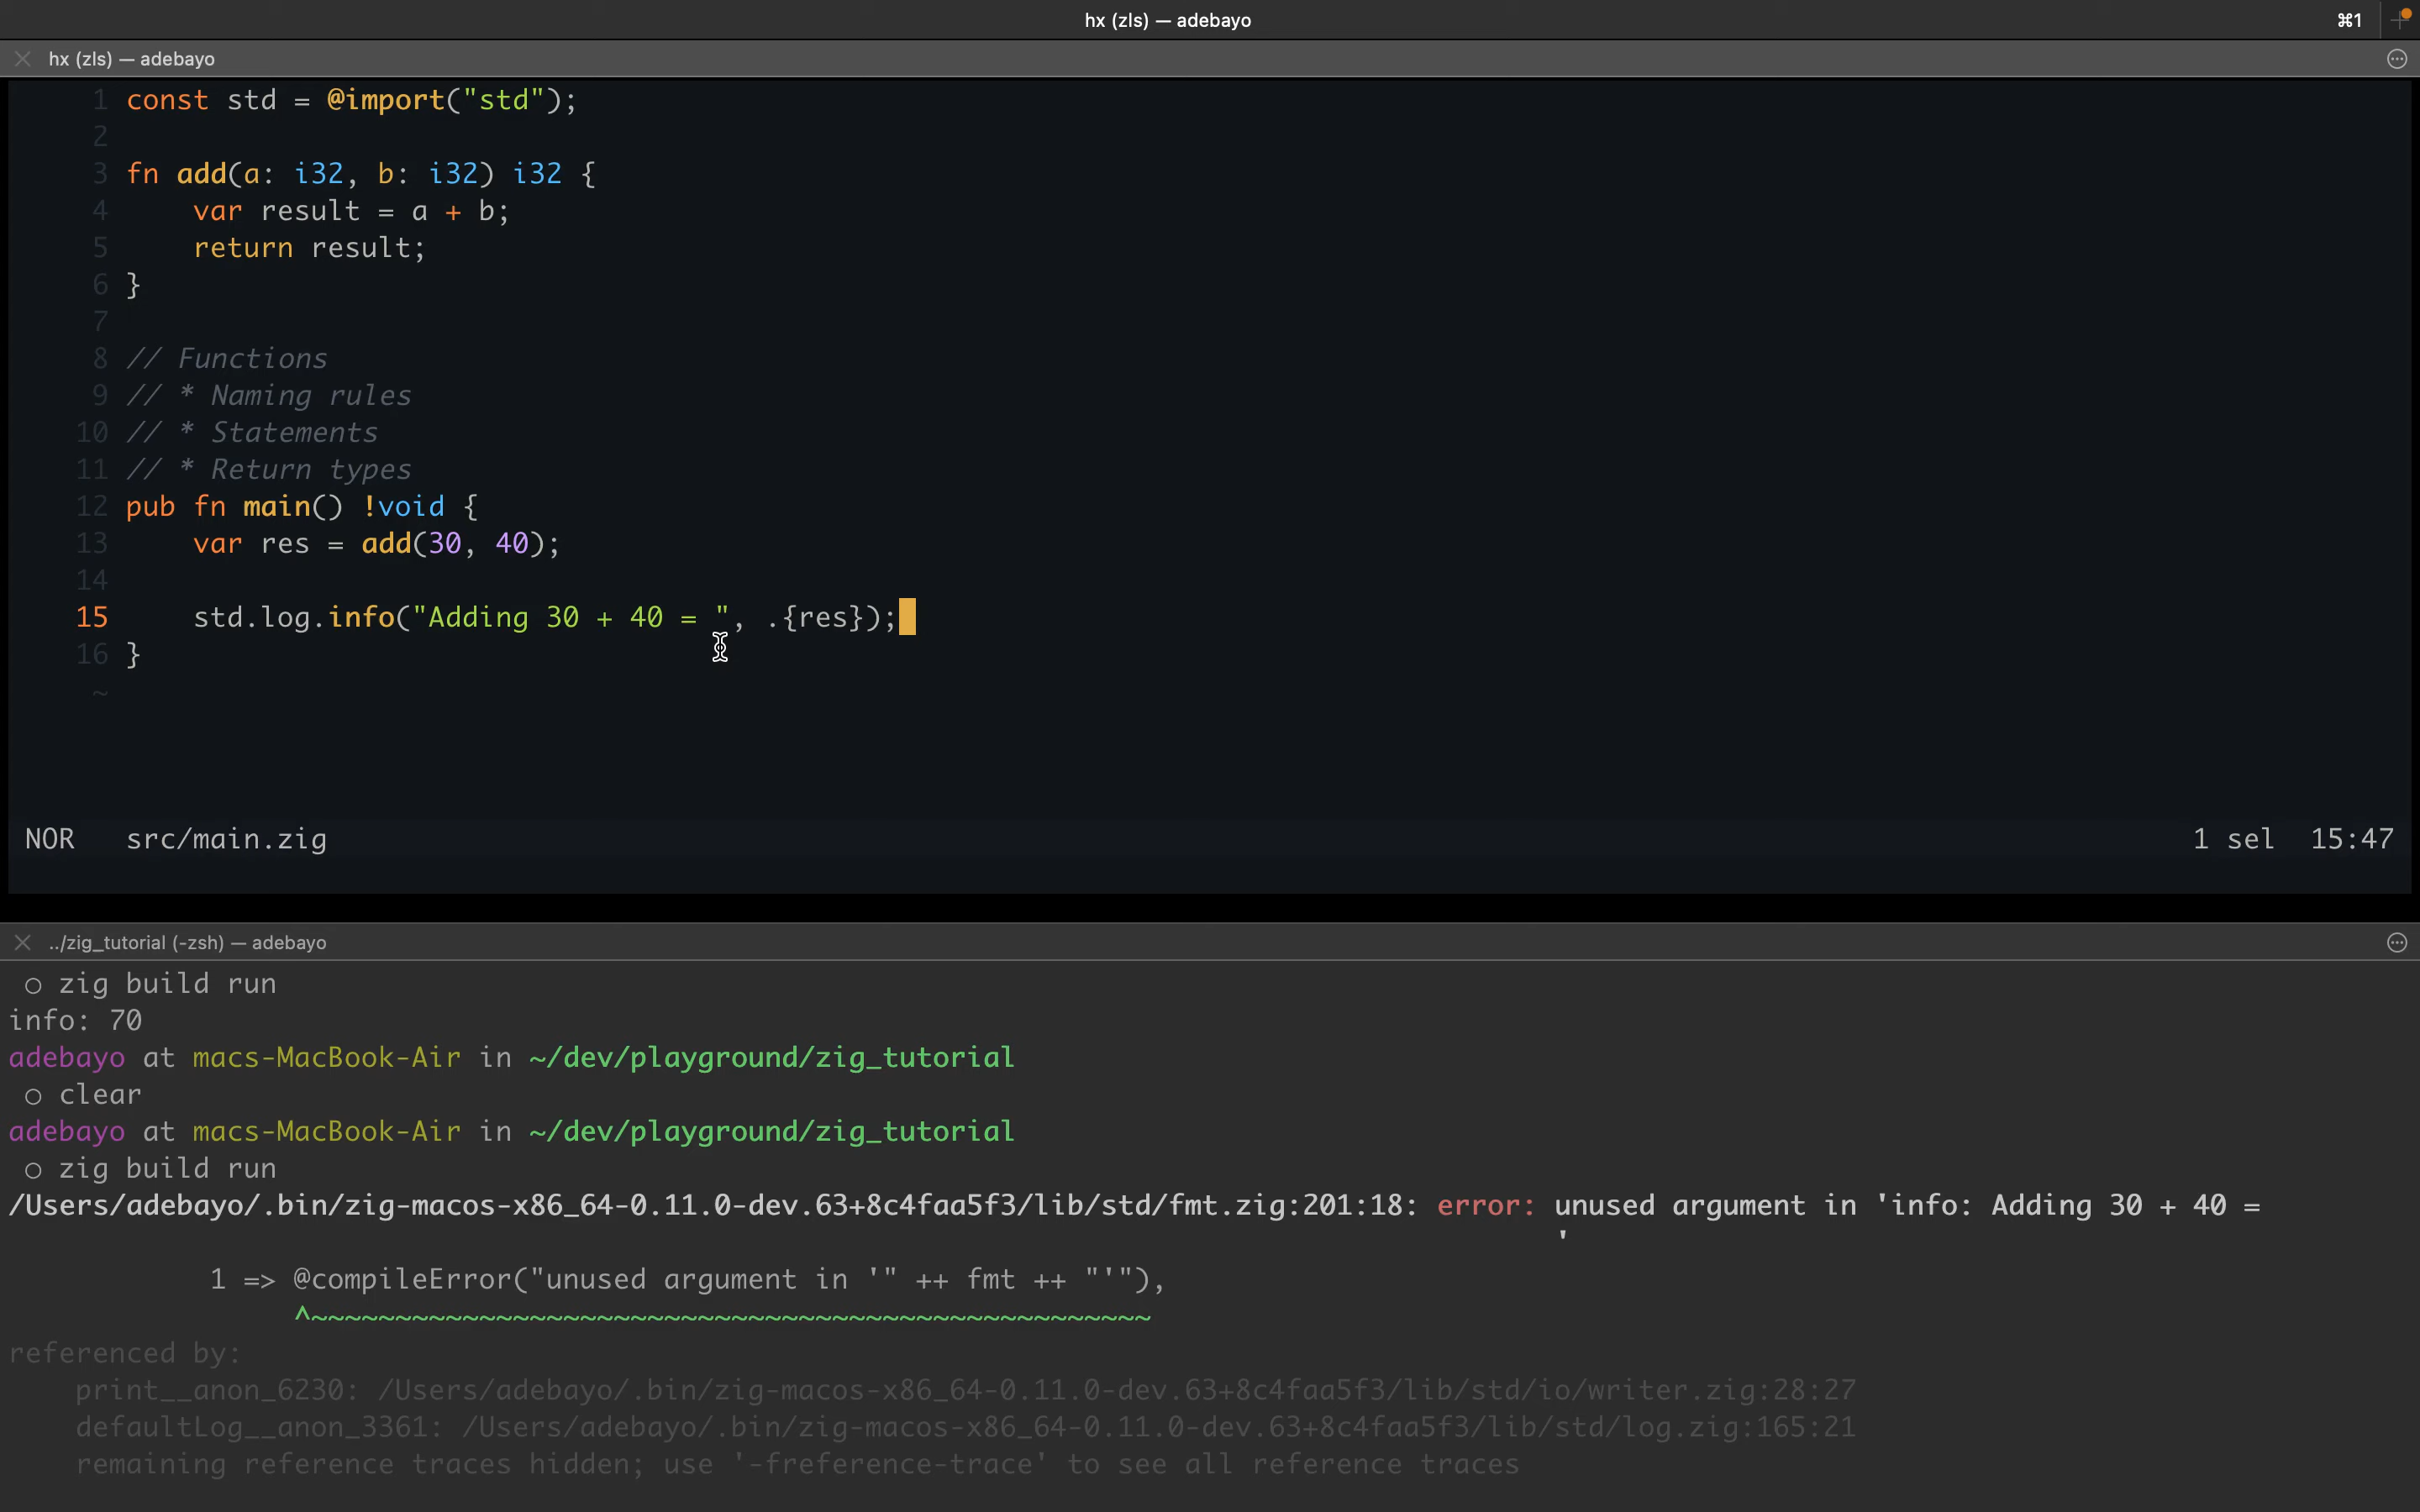 hx (zls) — adebayo
⌘1
hx (zls) — adebayo
1 const std = @import("std");
2
3 fn add(a: i32, b: i32) i32 {
4     var result = a + b;
5     return result;
6 }
7
8 // Functions
9 // * Naming rules
10 // * Statements
11 // * Return types
12 pub fn main() !void {
13     var res = add(30, 40);
14
15     std.log.info("Adding 30 + 40 = ", .{res});
16 }
~
NOR   src/main.zig   1 sel  15:47
../zig_tutorial (-zsh) — adebayo
○ zig build run
info: 70
adebayo at macs-MacBook-Air in ~/dev/playground/zig_tutorial
○ clear
adebayo at macs-MacBook-Air in ~/dev/playground/zig_tutorial
○ zig build run
/Users/adebayo/.bin/zig-macos-x86_64-0.11.0-dev.63+8c4faa5f3/lib/std/fmt.zig:201:18: error: unused argument in 'info: Adding 30 + 40 =
'
1 => @compileError("unused argument in '" ++ fmt ++ "'"),
^~~~~~~~~~~~~~~~~~~~~~~~~~~~~~~~~~~~~~~~~~~~~~~~~~~
referenced by:
print__anon_6230: /Users/adebayo/.bin/zig-macos-x86_64-0.11.0-dev.63+8c4faa5f3/lib/std/io/writer.zig:28:27
defaultLog__anon_3361: /Users/adebayo/.bin/zig-macos-x86_64-0.11.0-dev.63+8c4faa5f3/lib/std/log.zig:165:21
remaining reference traces hidden; use '-freference-trace' to see all reference traces